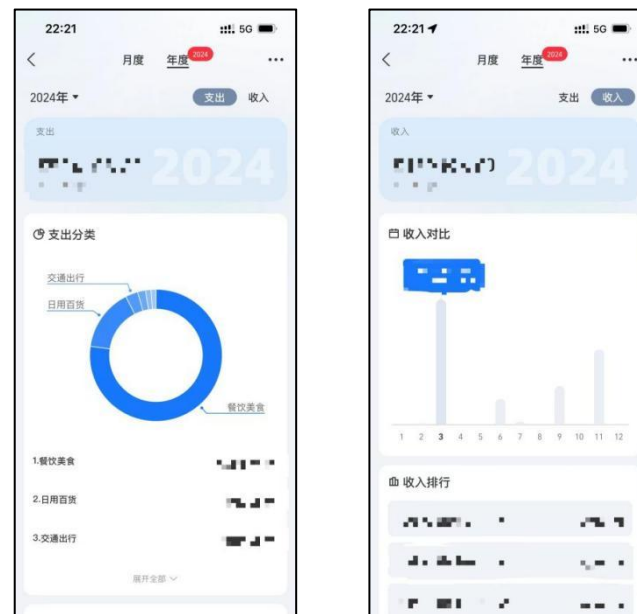 22:21
5G
月度
年度
2024
2024年
支出
收入
支出
2024
支出分类
交通出行
日用百货
餐饮美食
1.餐饮美食
2.日用百货
3.交通出行
展开全部
22:21
5G
月度
年度
2024
2024年
支出
收入
收入
2024
收入对比
1 2 3 4 5 6 7 8 9 10 11 12
收入排行